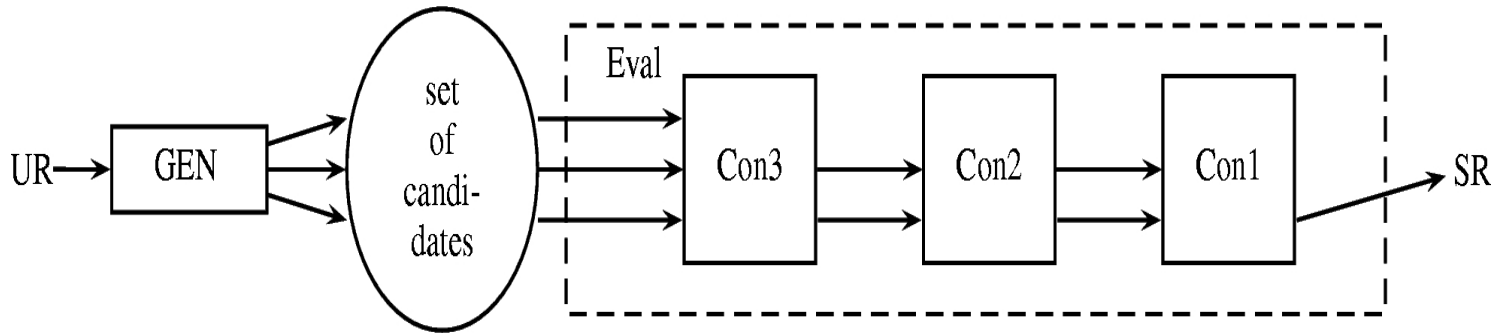 UR
GEN
set
of
candi-
dates
Eval
Con3
Con2
Con1
SR